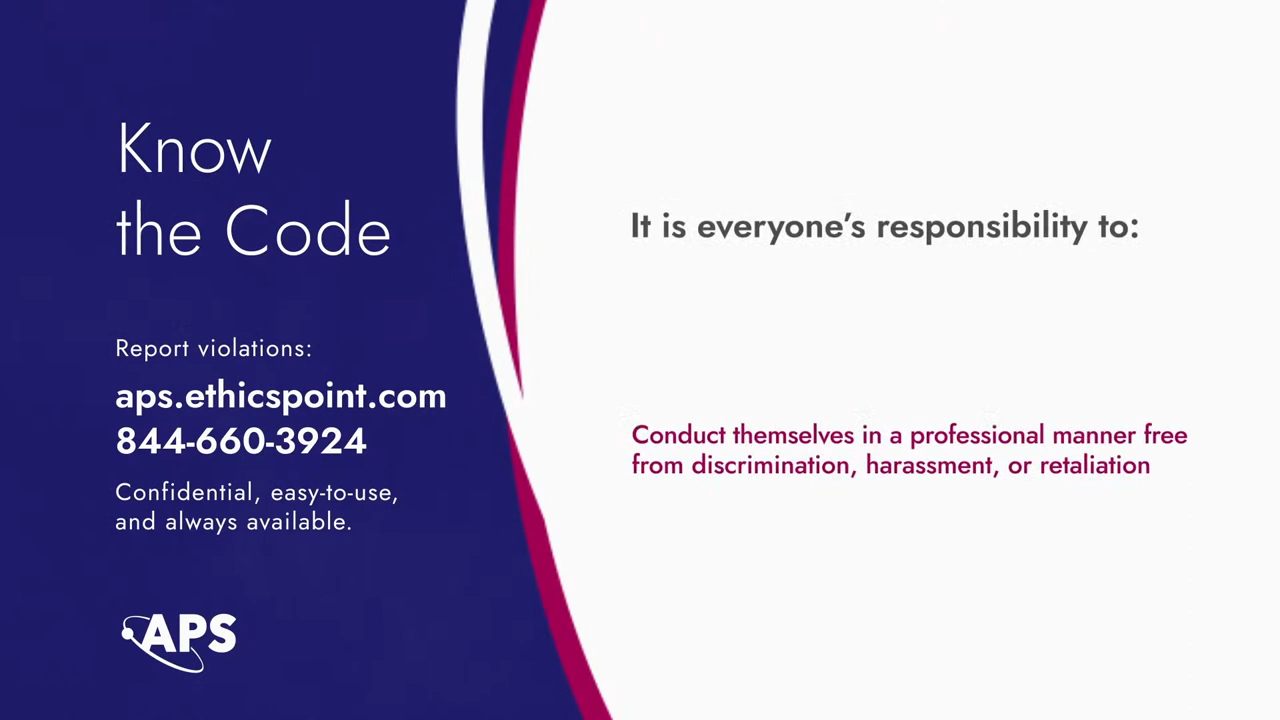 Know
the Code
Report violations:
aps.ethicspoint.com
844-660-3924
Confidential, easy-to-use,
and always available.
APS
It is everyone’s responsibility to:
Conduct themselves in a professional manner free
from discrimination, harassment, or retaliation